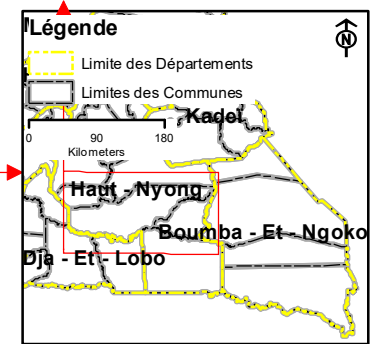 Légende
Limite des Départements
Limites des Communes
Kadeï
0 90 180
Kilometers
N
Haut - Nyong
Boumba - Et - Ngoko
Dja - Et - Lobo